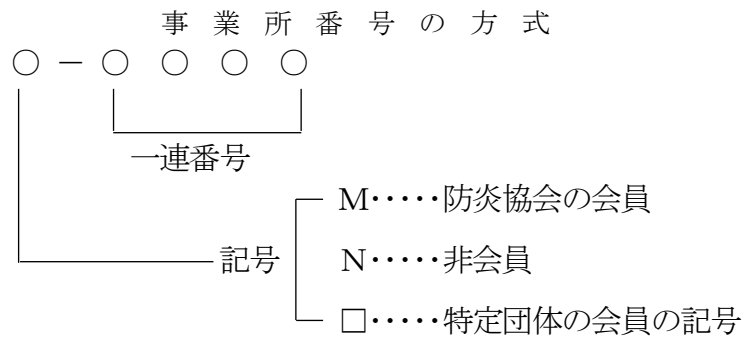 事業所番号の方式
○－○○○○
一連番号
M・・・・・防炎協会の会員
記号
N・・・・・非会員
□・・・・・特定団体の会員の記号